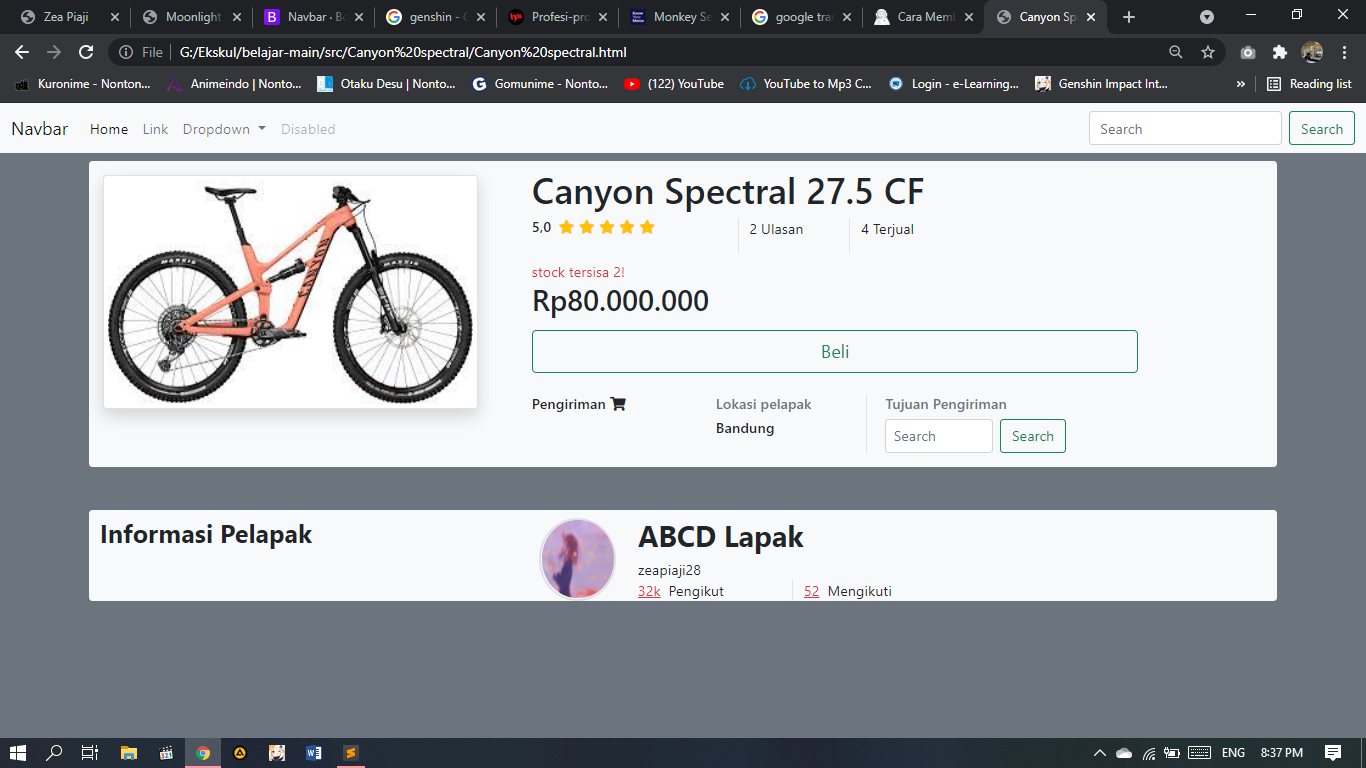 Zea Piaji
Moonlight
Navbar · Bo
genshin - G
Profesi-pro
Monkey Se
google tran
Cara Meml
Canyon Sp
File G:/Ekskul/belajar-main/src/Canyon%20spectral/Canyon%20spectral.html
Kuronime - Nonton... Animeindo | Nonto... Otaku Desu | Nonto... Gomunime - Nonto... (122) YouTube YouTube to Mp3 C... Login - e-Learning... Genshin Impact Int... » Reading list
Navbar Home Link Dropdown Disabled Search Search
Canyon Spectral 27.5 CF
5,0 2 Ulasan 4 Terjual
stock tersisa 2!
Rp80.000.000
Beli
Pengiriman Lokasi pelapak Tujuan Pengiriman
Bandung Search Search
MAXXIS MAXXIS
Informasi Pelapak ABCD Lapak
zeapiaji28
32k Pengikut 52 Mengikuti
ENG 8:37 PM